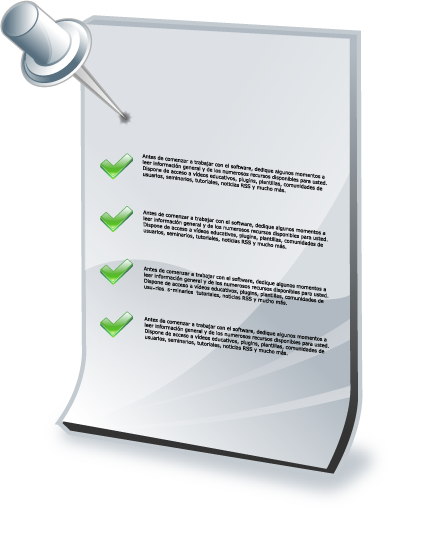 Antes de comenzar a trabajar con el software, dedique algunos momentos a
leer información general y de los numerosos recursos disponibles para usted.
Dispone de acceso a vídeos educativos, plugins, plantillas, comunidades de
usuarios, seminarios, tutoriales, noticias RSS y mucho más.
Antes de comenzar a trabajar con el software, dedique algunos momentos a
leer información general y de los numerosos recursos disponibles para usted.
Dispone de acceso a vídeos educativos, plugins, plantillas, comunidades de
usuarios, seminarios, tutoriales, noticias RSS y mucho más.
Antes de comenzar a trabajar con el software, dedique algunos momentos a
leer información general y de los numerosos recursos disponibles para usted.
Dispone de acceso a vídeos educativos, plugins, plantillas, comunidades de
tutoriales, noticias RSS y mucho más.
Antes de comenzar a trabajar con el software, dedique algunos momentos a
leer información general y de los numerosos recursos disponibles para usted.
Dispone de acceso a vídeos educativos, plugins, plantillas, comunidades de
usuarios, seminarios, tutoriales, noticias RSS y mucho más.